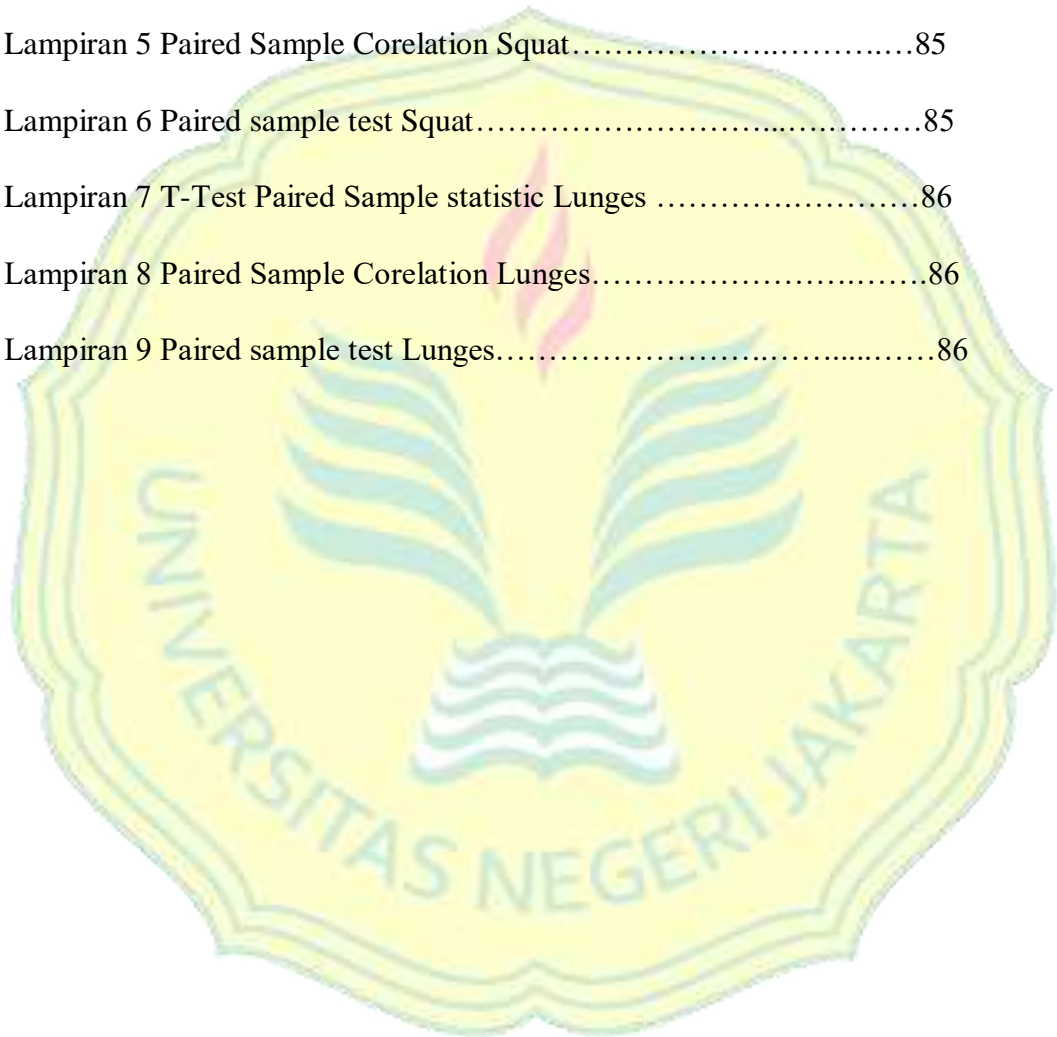 Lampiran 5 Paired Sample Corelation Squat………………..……….…85
Lampiran 6 Paired sample test Squat………………………...….………85
Lampiran 7 T-Test Paired Sample statistic Lunges ………….…………86
Lampiran 8 Paired Sample Corelation Lunges…………………….…….86
Lampiran 9 Paired sample test Lunges……………………..…….....……86
UNIVERSITAS NEGERI JAKARTA